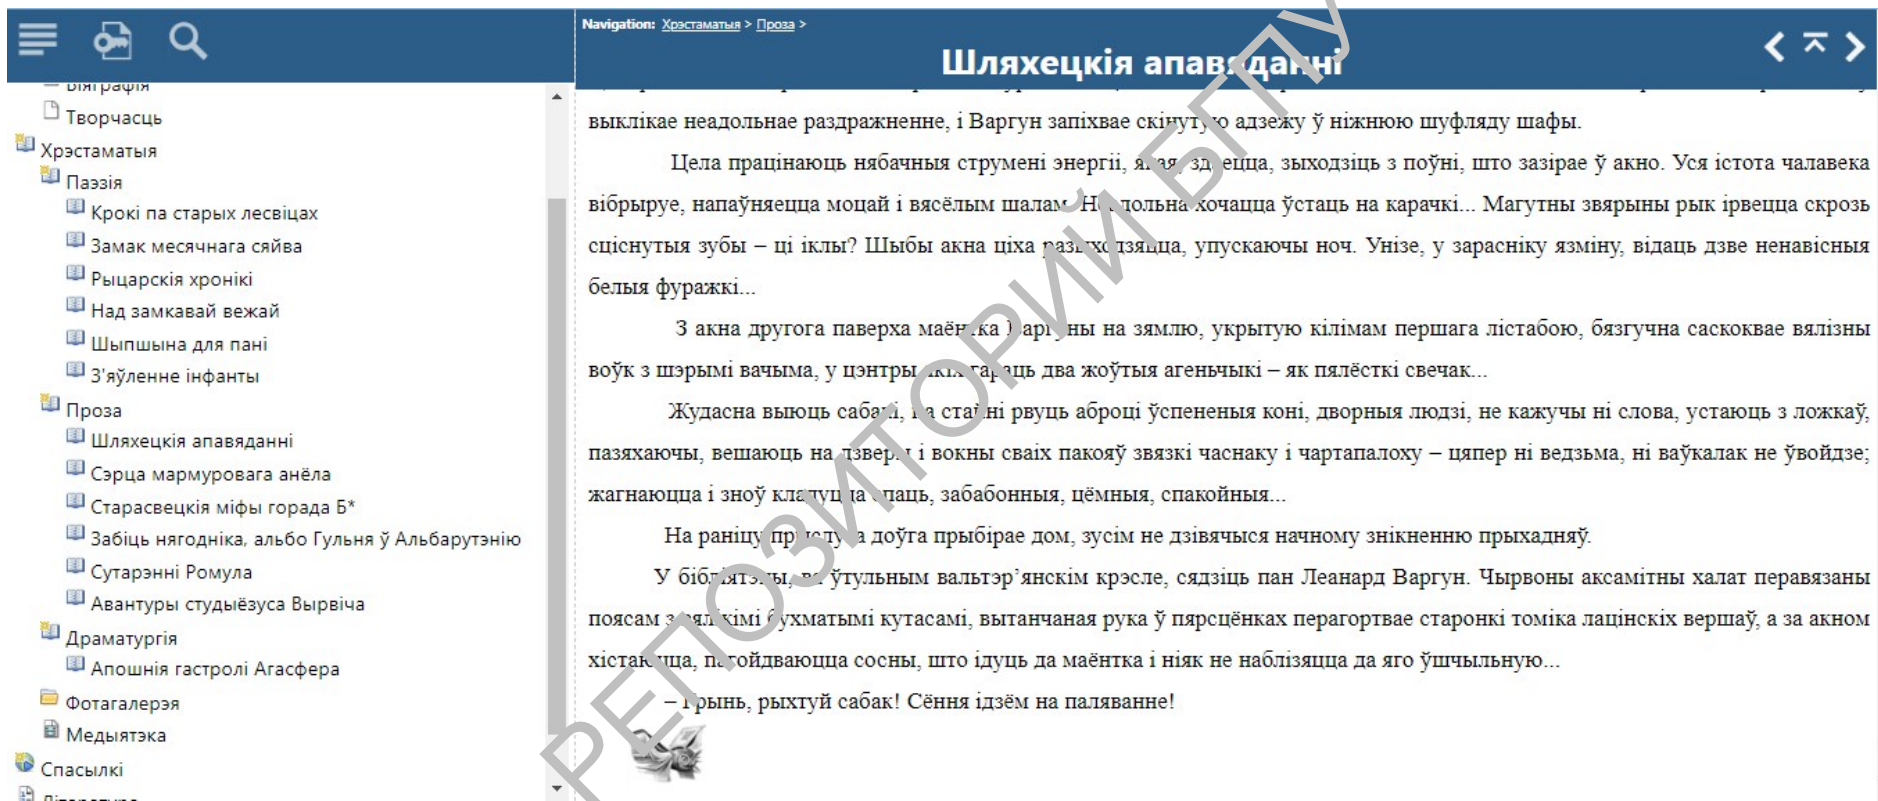 Navigation: Хрэстаматыя > Проза >
Шляхецкія апавяданні
Біяграфія
Творчасць
Хрэстаматыя
Паэзія
Крокі па старых лесвіцах
Замак месячнага сяйва
Рыцарскія хронікі
Над замкавай вежай
Шыпшына для пані
З'яўленне інфанты
Проза
Шляхецкія апавяданні
Сэрца мармуровага анёла
Старасвецкія міфы горада Б*
Забіць нягодніка, альбо Гульня ў Альбарутэнію
Сутарэнні Ромула
Авантуры студыёзуса Вырвіча
Драматургія
Апошнія гастролі Агасфера
Фотагалерэя
Медыятэка
Спасылкі
Літаратура
выклікае неадольнае раздражненне, і Варгун запіхвае скінутую адзежу ў ніжнюю шуфляду шафы.
Цела працінаюць нябачныя струмені энергіі, якая, здаецца, зыходзіць з поўні, што зазірае ў акно. Уся істота чалавека
вібрыруе, напаўняецца моцай і вясёлым шалам. Неадольна хочацца ўстаць на карачкі... Магутны звярыны рык ірвецца скрозь
сціснутыя зубы – ці іклы? Шыбы акна ціха разыходзяцца, упускаючы ноч. Унізе, у зарасніку язміну, відаць дзве ненавісныя
белыя фуражкі...
З акна другога паверха маёнтка Варгуны на зямлю, укрытую кілімам першага лістабою, бязгучна саскоквае вялізны
воўк з шэрымі вачыма, у цэнтры якіх гараць два жоўтыя агеньчыкі – як пялёсткі свечак...
Жудасна выюць сабакі, на стайні рвуць аброці ўспененыя коні, дворныя людзі, не кажучы ні слова, устаюць з ложкаў,
пазяхаючы, вешаюць на дзверы і вокны сваіх пакояў звязкі часнаку і чартапалоху – цяпер ні ведзьма, ні ваўкалак не ўвойдзе;
жагнаюцца і зноў кладуцца спаць, забабонныя, цёмныя, спакойныя...
На раніцу прыслуга доўга прыбірае дом, зусім не дзівячыся начному знікненню прыхадняў.
У бібліятэцы, ва ўтульным вальтэр’янскім крэсле, сядзіць пан Леанард Варгун. Чырвоны аксамітны халат перавязаны
поясам з вялікімі бухматымі кутасамі, вытанчаная рука ў пярсцёнках перагортвае старонкі томіка лацінскіх вершаў, а за акном
хістаюцца, пагойдваюцца сосны, што ідуць да маёнтка і ніяк не наблізяцца да яго ўшчыльную...
– Грынь, рыхтуй сабак! Сёння ідзём на паляванне!
РЕПОЗИТОРИЙ БГПУ